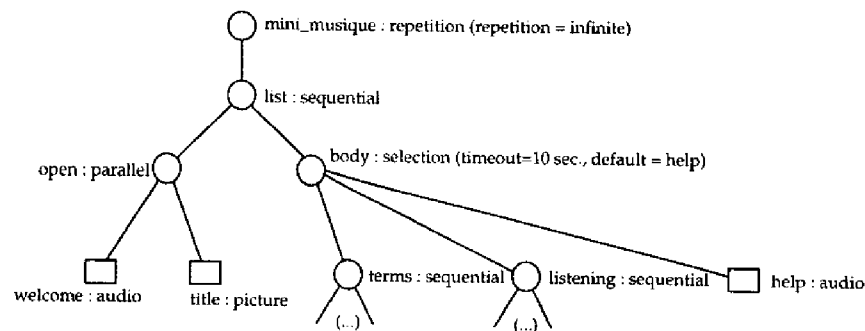 mini_musique : repetition (repetition = infinite)
list : sequential
open : parallel
body : selection (timeout=10 sec., default = help)
terms : sequential
listening : sequential
help : audio
welcome : audio
title : picture
(...)
(...)